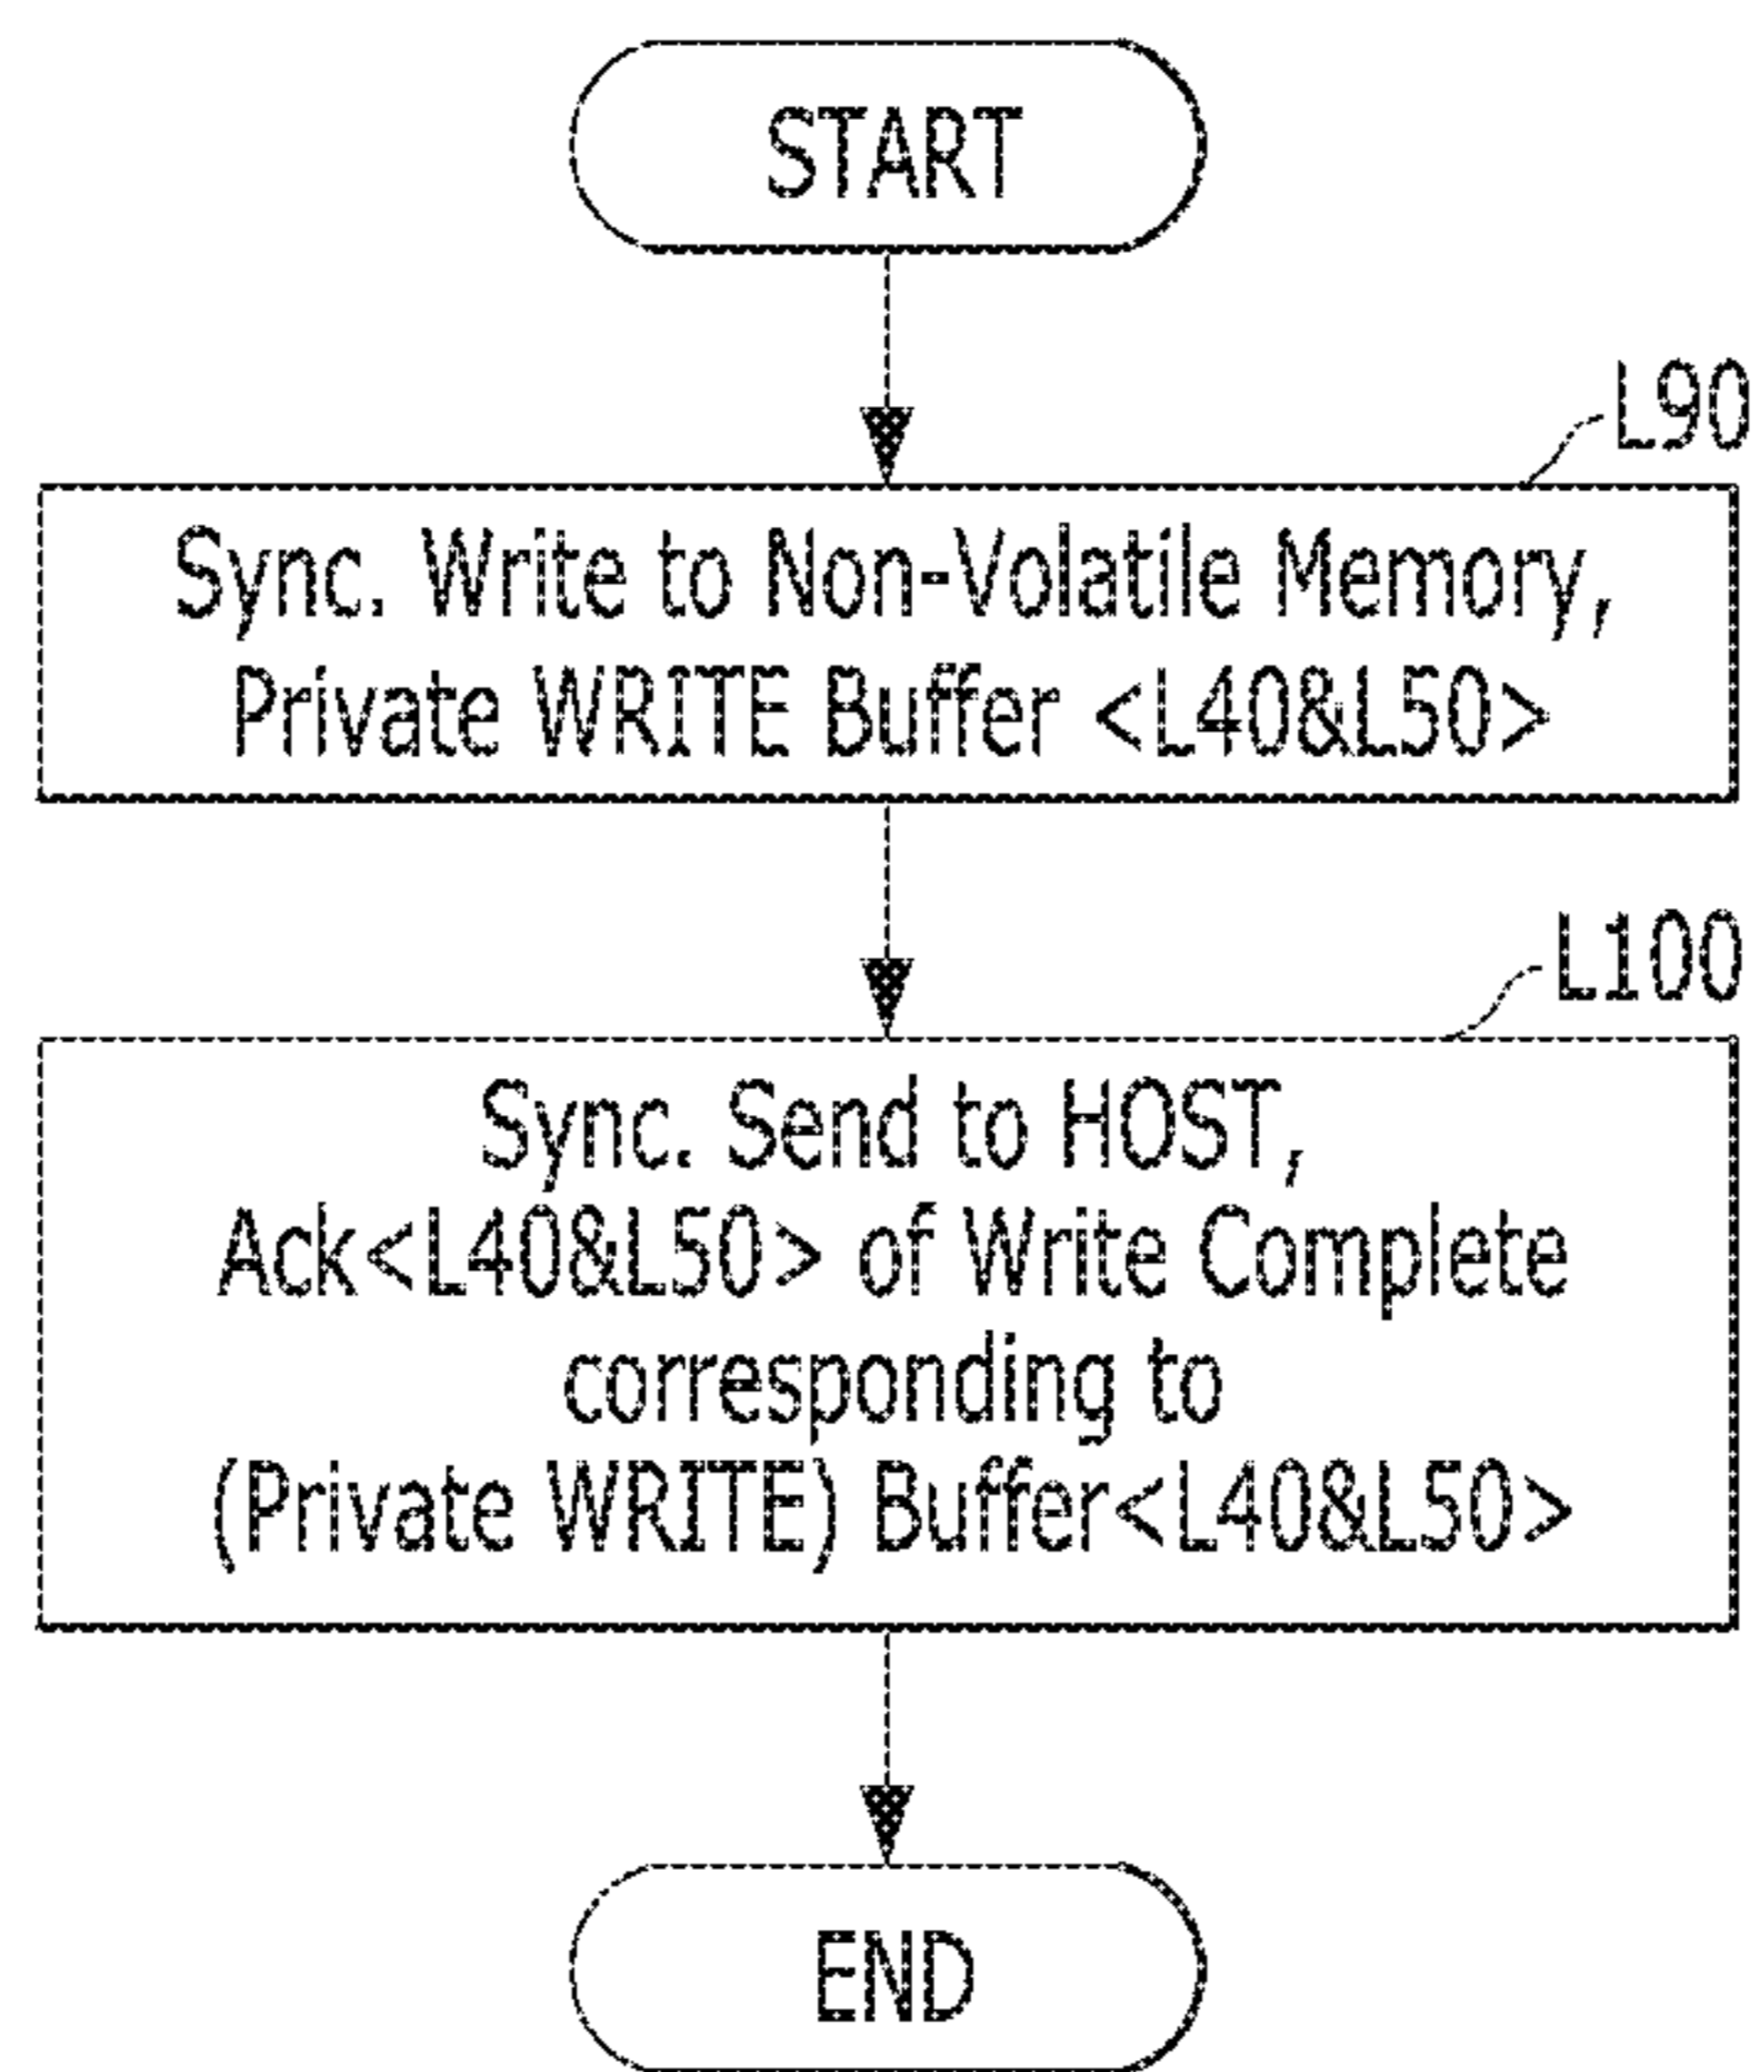 START
L90
Sync. Write to Non-Volatile Memory,
Private WRITE Buffer <L40&L50>
L100
Sync. Send to HOST,
Ack<L40&L50> of Write Complete
corresponding to
(Private WRITE) Buffer<L40&L50>
END